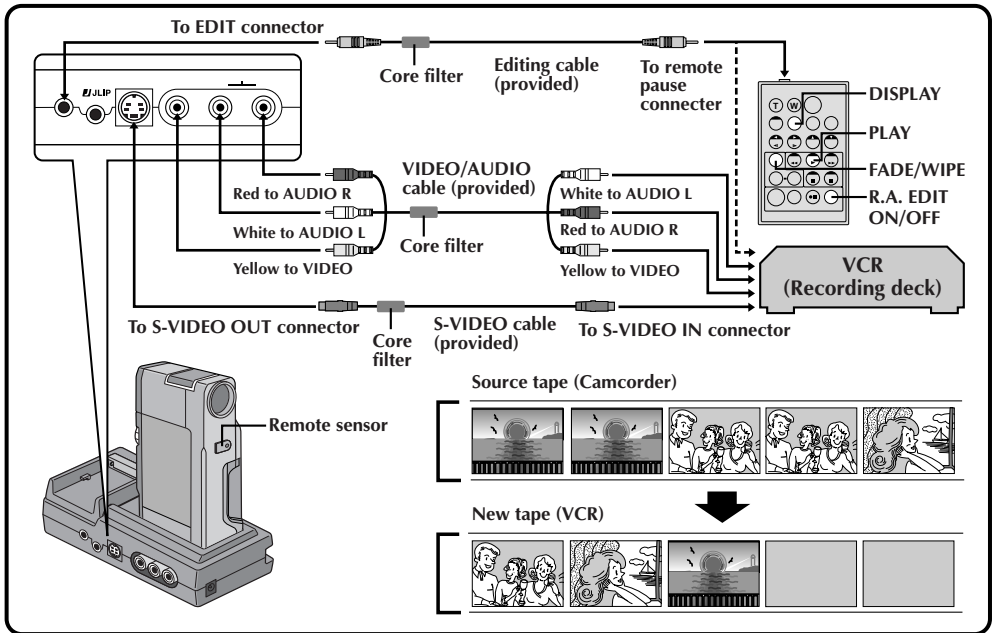 To EDIT connector
Core filter
Editing cable
(provided)
To remote
pause
connecter
JLIP
T W
DISPLAY
PLAY
FADE/WIPE
R.A. EDIT
ON/OFF
VIDEO/AUDIO
cable (provided)
Red to AUDIO R
White to AUDIO L
Yellow to VIDEO
Core filter
White to AUDIO L
Red to AUDIO R
Yellow to VIDEO
VCR
(Recording deck)
To S-VIDEO OUT connector
Core
filter
S-VIDEO cable
(provided)
To S-VIDEO IN connector
Remote sensor
Source tape (Camcorder)
New tape (VCR)